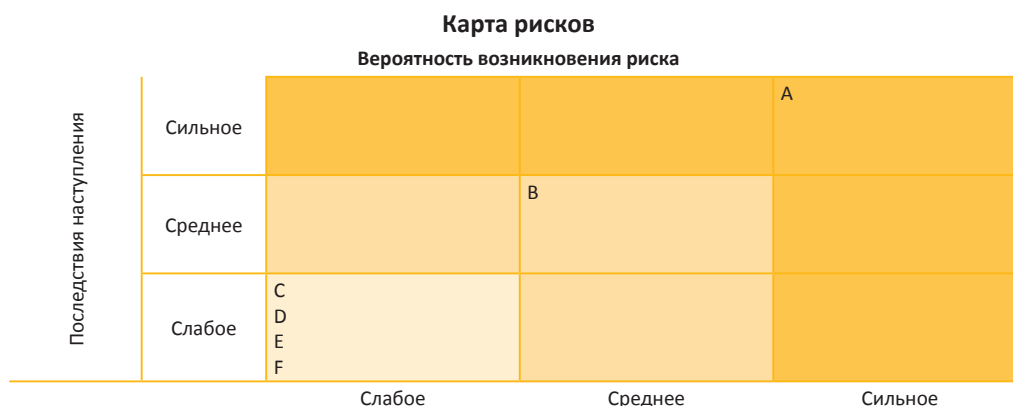 Карта рисков
Вероятность возникновения риска
Последствия наступления
Сильное
A
Среднее
B
Слабое
C
D
E
F
Слабое
Среднее
Сильное